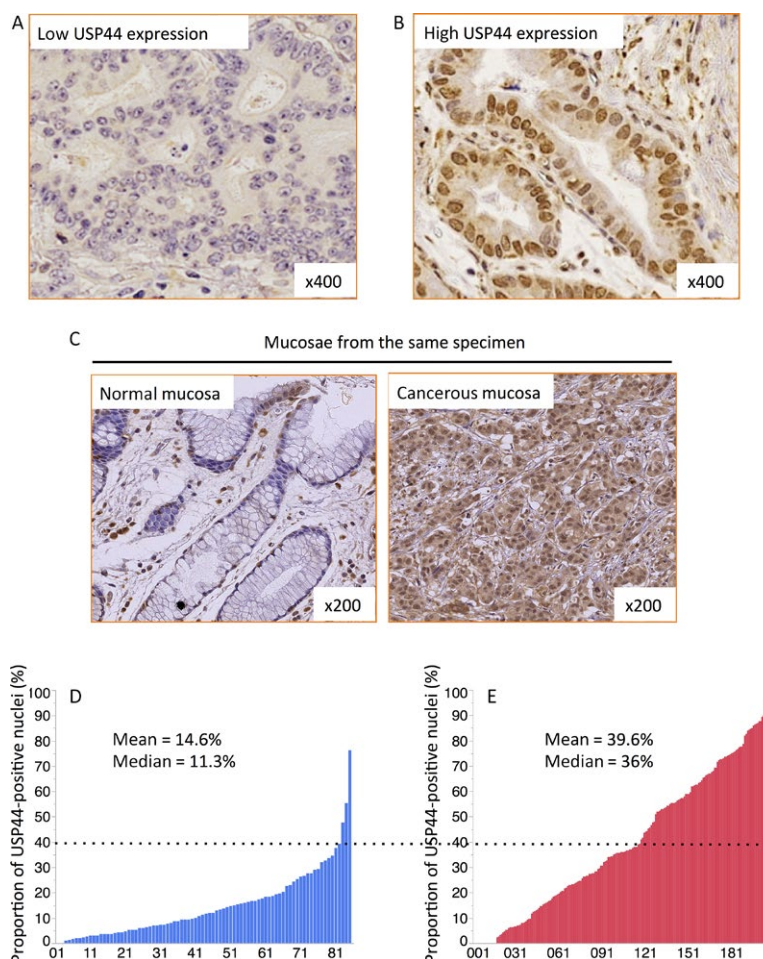 A
Low USP44 expression
x400
B
High USP44 expression
x400
C
Mucosae from the same specimen
Normal mucosa
x200
Cancerous mucosa
x200
D
Proportion of USP44-positive nuclei (%)
100
90
80
70
60
50
40
30
20
10
0
Mean = 14.6%
Median = 11.3%
01 11 21 31 41 51 61 71 81
E
Proportion of USP44-positive nuclei (%)
100
90
80
70
60
50
40
30
20
10
0
Mean = 39.6%
Median = 36%
001 031 061 091 121 151 181